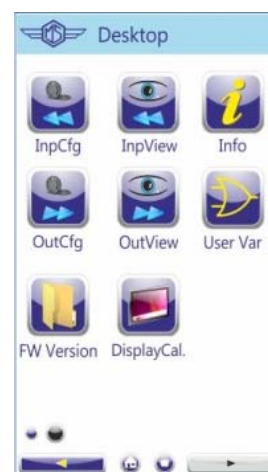 Desktop
InpCfg InpView Info
OutCfg OutView User Var
FW Version DisplayCal.